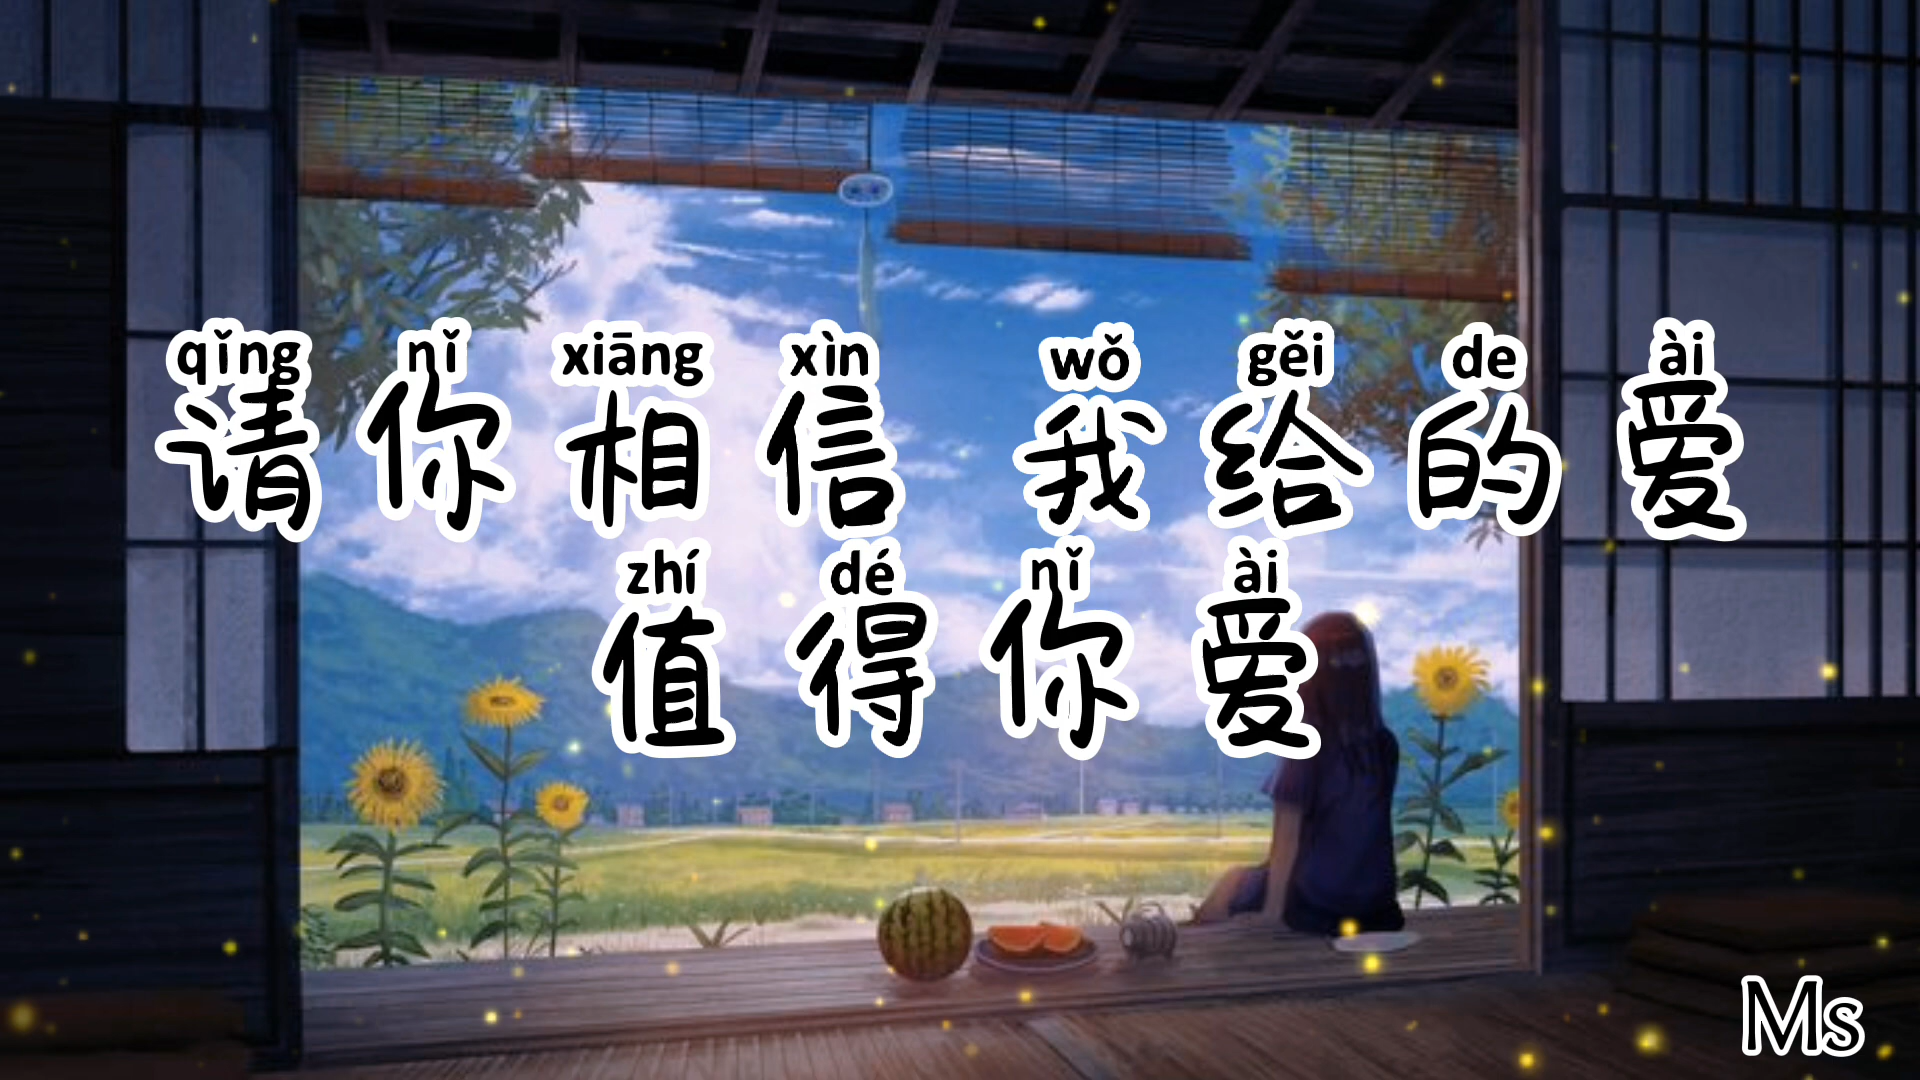 qǐng nǐ xiāng xìn wǒ gěi de ài
请你相信 我给的爱
zhí dé nǐ ài
值得你爱
Ms